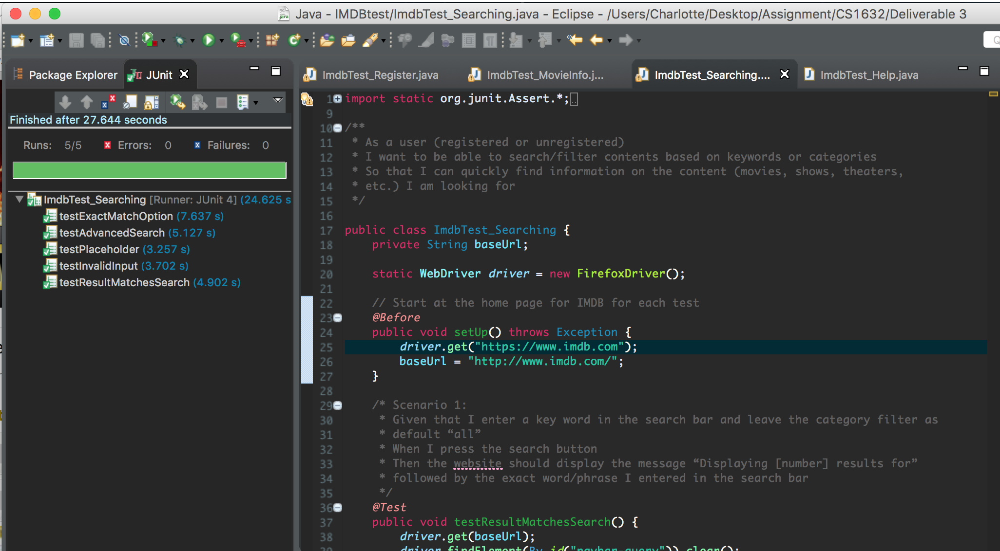 Java - IMDBtest/ImdbTest_Searching.java - Eclipse - /Users/Charlotte/Desktop/Assignment/CS1632/Deliverable 3
Package Explorer
JUnit
Finished after 27.644 seconds
Runs: 5/5 Errors: 0 Failures: 0
ImdbTest_Searching [Runner: JUnit 4] (24.625 s
testExactMatchOption (7.637 s)
testAdvancedSearch (5.127 s)
testPlaceholder (3.257 s)
testInvalidInput (3.702 s)
testResultMatchesSearch (4.902 s)
ImdbTest_Register.java
ImdbTest_MovieInfo.j...
ImdbTest_Searching....
ImdbTest_Help.java
1 import static org.junit.Assert.*;
9
10 /**
11 * As a user (registered or unregistered)
12 * I want to be able to search/filter contents based on keywords or categories
13 * So that I can quickly find information on the content (movies, shows, theaters,
14 * etc.) I am looking for
15 */
16
17 public class ImdbTest_Searching {
18 private String baseUrl;
19
20 static WebDriver driver = new FirefoxDriver();
21
22 // Start at the home page for IMDB for each test
23 @Before
24 public void setUp() throws Exception {
25 driver.get("https://www.imdb.com");
26 baseUrl = "http://www.imdb.com/";
27 }
28
29 /* Scenario 1:
30 * Given that I enter a key word in the search bar and leave the category filter as
31 * default “all”
32 * When I press the search button
33 * Then the website should display the message “Displaying [number] results for”
34 * followed by the exact word/phrase I entered in the search bar
35 */
36 @Test
37 public void testResultMatchesSearch() {
38 driver.get(baseUrl);
39 driver.findElement(By.id("navbar-query")).clear();